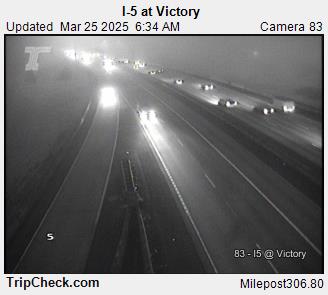 I-5 at Victory
Updated  Mar 25 2025  6:34 AM    Camera 83
T
S
83 - I5 @ Victory
TripCheck.com    Milepost306.80